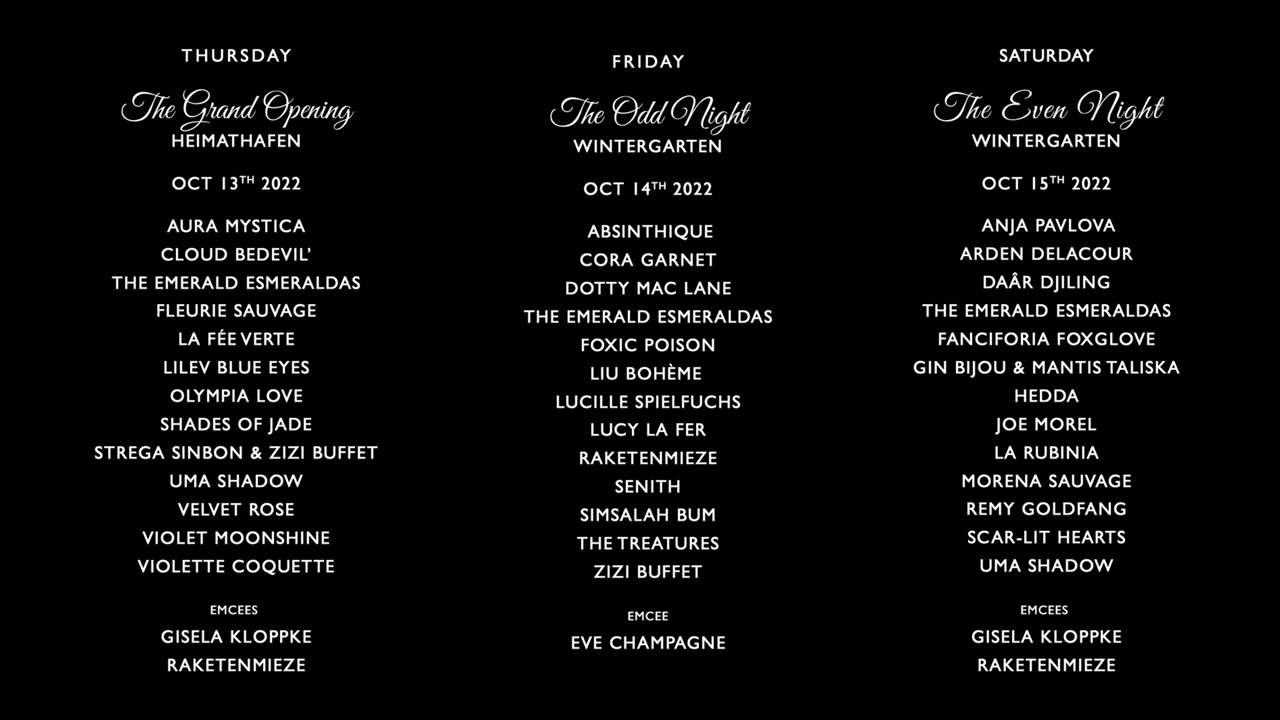 THURSDAY
The Grand Opening
HEIMATHAFEN
OCT 13TH 2022
AURA MYSTICA
CLOUD BEDEVIL’
THE EMERALD ESMERALDAS
FLEURIE SAUVAGE
LA FÉE VERTE
LILEV BLUE EYES
OLYMPIA LOVE
SHADES OF JADE
STREGA SINBON & ZIZI BUFFET
UMA SHADOW
VELVET ROSE
VIOLET MOONSHINE
VIOLETTE COQUETTE
EMCEES
GISELA KLOPPKE
RAKETENMIEZE
FRIDAY
The Odd Night
WINTERGARTEN
OCT 14TH 2022
ABSINTHIQUE
CORA GARNET
DOTTY MAC LANE
THE EMERALD ESMERALDAS
FOXIC POISON
LIU BOHÈME
LUCILLE SPIELFUCHS
LUCY LA FER
RAKETENMIEZE
SENITH
SIMSALAH BUM
THE TREATURES
ZIZI BUFFET
EMCEE
EVE CHAMPAGNE
SATURDAY
The Even Night
WINTERGARTEN
OCT 15TH 2022
ANJA PAVLOVA
ARDEN DELACOUR
DAÂR DJILING
THE EMERALD ESMERALDAS
FANCIFORIA FOXGLOVE
GIN BIJOU & MANTIS TALISKA
HEDDA
JOE MOREL
LA RUBINIA
MORENA SAUVAGE
REMY GOLDFANG
SCAR-LIT HEARTS
UMA SHADOW
EMCEES
GISELA KLOPPKE
RAKETENMIEZE